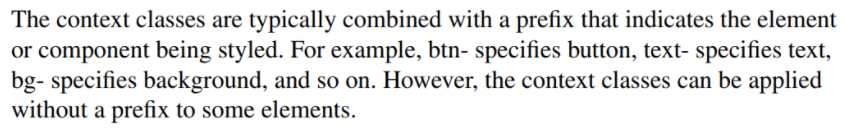 The context classes are typically combined with a prefix that indicates the element
or component being styled. For example, btn- specifies button, text- specifies text,
bg- specifies background, and so on. However, the context classes can be applied
without a prefix to some elements.